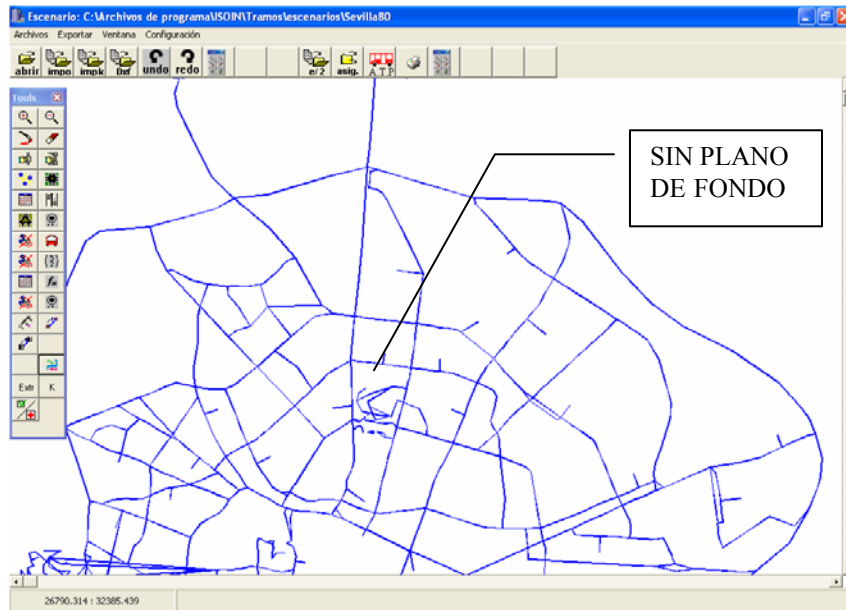 Escenario: C:\Archivos de programa\ISOIN\Tramos\escenarios\Sevilla80
Archivos Exportar Ventana Configuración
abrir impo impk Dxf undo redo e/2 asig. A T P
Tools
SIN PLANO
DE FONDO
Extr K
26790.314 : 32385.439